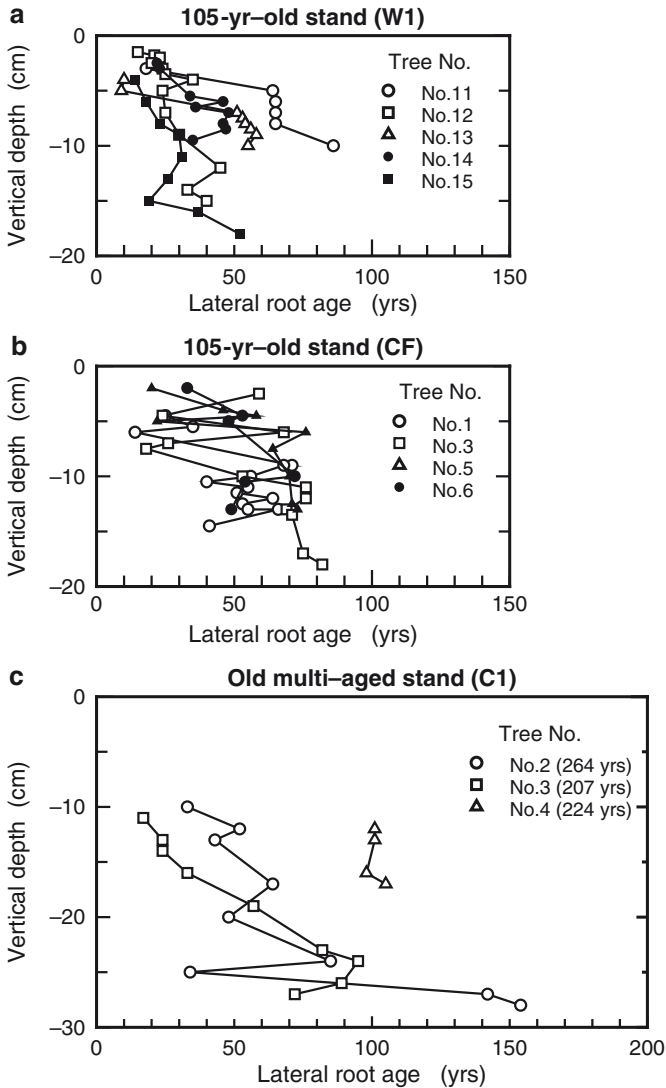 a
105-yr–old stand (W1)
0
–10
–20
Vertical depth (cm)
Tree No.
No.11
No.12
No.13
No.14
No.15
0 50 100 150
Lateral root age (yrs)
b
105-yr–old stand (CF)
0
–10
–20
Vertical depth (cm)
Tree No.
No.1
No.3
No.5
No.6
0 50 100 150
Lateral root age (yrs)
c
Old multi–aged stand (C1)
0
–10
–20
–30
Vertical depth (cm)
Tree No.
No.2 (264 yrs)
No.3 (207 yrs)
No.4 (224 yrs)
0 50 100 150 200
Lateral root age (yrs)